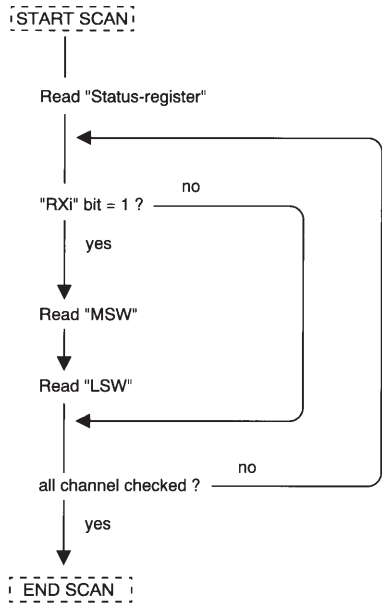 START SCAN
Read "Status-register"
no
"RXi" bit = 1 ?
yes
Read "MSW"
Read "LSW"
no
all channel checked ?
yes
END SCAN